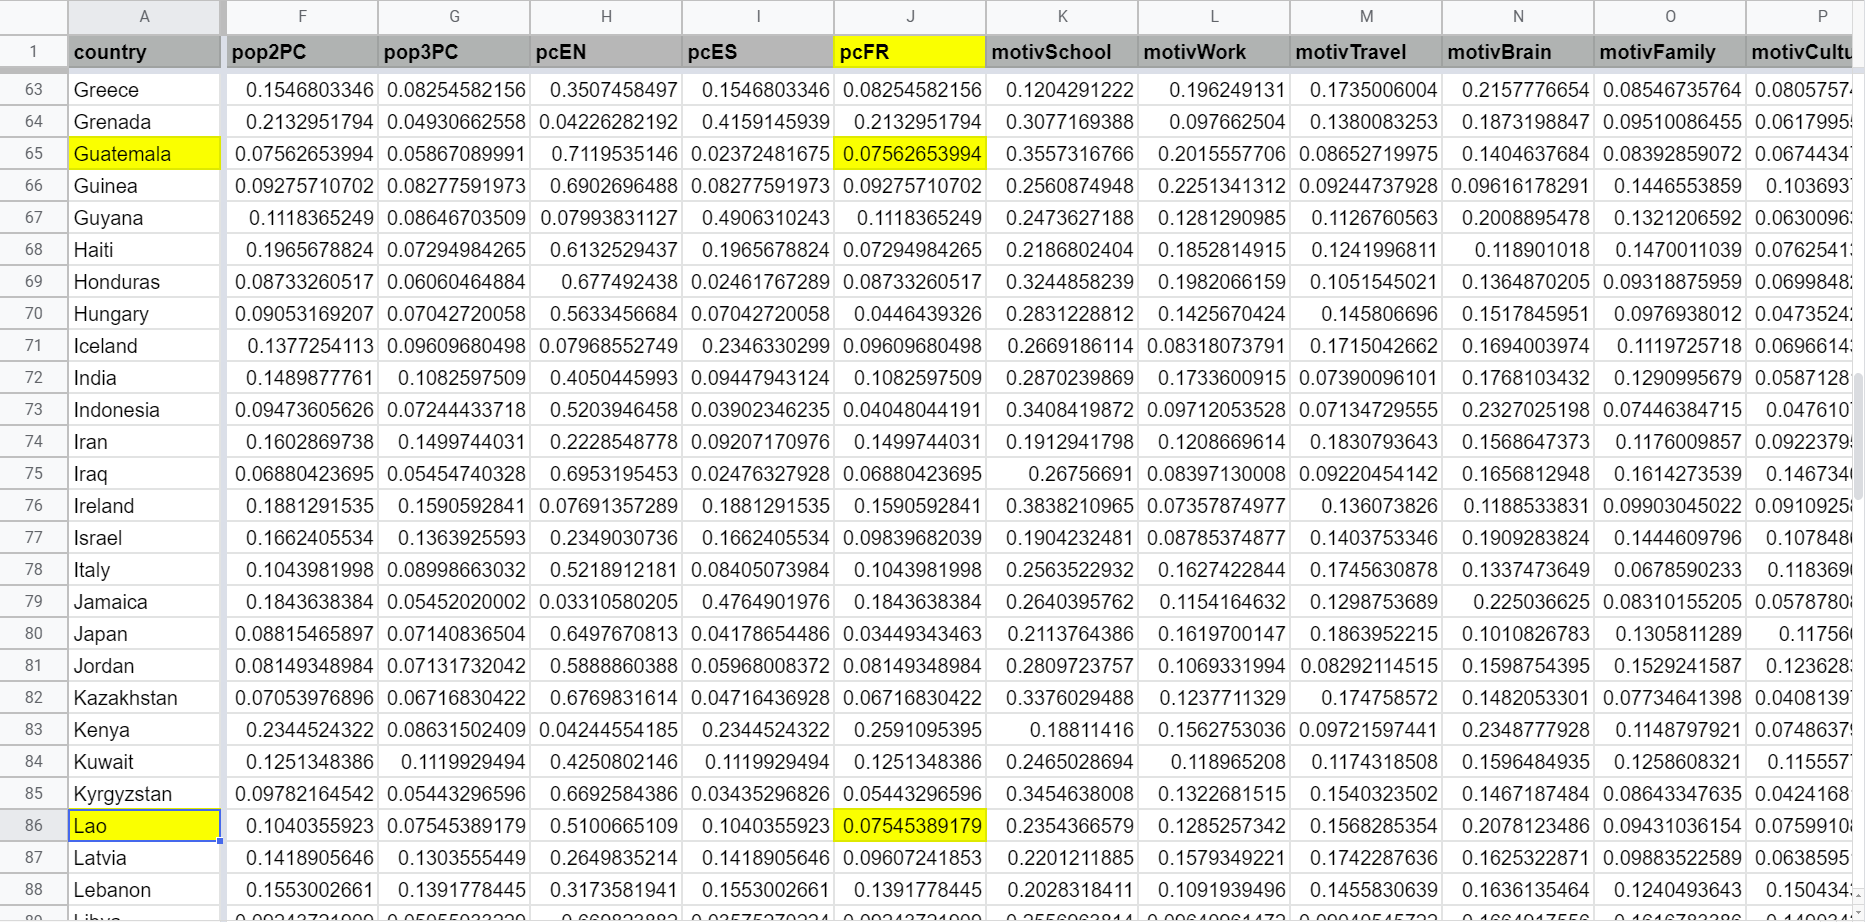 A F G H I J K L M N O P
1 country pop2PC pop3PC pcEN pcES pcFR motivSchool motivWork motivTravel motivBrain motivFamily motivCultu
63 Greece 0.1546803346 0.08254582156 0.3507458497 0.1546803346 0.08254582156 0.1204291222 0.196249131 0.1735006004 0.2157776654 0.08546735764 0.0805757
64 Grenada 0.2132951794 0.04930662558 0.04226282192 0.4159145939 0.2132951794 0.3077169388 0.097662504 0.1380083253 0.1873198847 0.09510086455 0.0617995
65 Guatemala 0.07562653994 0.05867089991 0.7119535146 0.02372481675 0.07562653994 0.3557316766 0.2015557706 0.08652719975 0.1404637684 0.08392859072 0.0674434
66 Guinea 0.09275710702 0.08277591973 0.6902696488 0.08277591973 0.09275710702 0.2560874948 0.2251341312 0.09244737928 0.09616178291 0.1446553859 0.103693
67 Guyana 0.1118365249 0.08646703509 0.07993831127 0.4906310243 0.1118365249 0.2473627188 0.1281290985 0.1126760563 0.2008895478 0.1321206592 0.0630096
68 Haiti 0.1965678824 0.07294984265 0.6132529437 0.1965678824 0.07294984265 0.2186802404 0.1852814915 0.1241996811 0.118901018 0.1470011039 0.0762541
69 Honduras 0.08733260517 0.06060464884 0.677492438 0.02461767289 0.08733260517 0.3244858239 0.1982066159 0.1051545021 0.1364870205 0.09318875959 0.0699848
70 Hungary 0.09053169207 0.07042720058 0.5633456684 0.07042720058 0.0446439326 0.2831228812 0.1425670424 0.145806696 0.1517845951 0.0976938012 0.0473524
71 Iceland 0.1377254113 0.09609680498 0.07968552749 0.2346330299 0.09609680498 0.2669186114 0.08318073791 0.1715042662 0.1694003974 0.1119725718 0.0696614
72 India 0.1489877761 0.1082597509 0.4050445993 0.09447943124 0.1082597509 0.2870239869 0.1733600915 0.07390096101 0.1768103432 0.1290995679 0.0587128
73 Indonesia 0.09473605626 0.07244433718 0.5203946458 0.03902346235 0.04048044191 0.3408419872 0.09712053528 0.07134729555 0.2327025198 0.07446384715 0.047610
74 Iran 0.1602869738 0.1499744031 0.2228548778 0.09207170976 0.1499744031 0.1912941798 0.1208669614 0.1830793643 0.1568647373 0.1176009857 0.0922379
75 Iraq 0.06880423695 0.05454740328 0.6953195453 0.02476327928 0.06880423695 0.26756691 0.08397130008 0.09220454142 0.1656812948 0.1614273539 0.146734
76 Ireland 0.1881291535 0.1590592841 0.07691357289 0.1881291535 0.1590592841 0.3838210965 0.07357874977 0.136073826 0.1188533831 0.09903045022 0.0910925
77 Israel 0.1662405534 0.1363925593 0.2349030736 0.1662405534 0.09839682039 0.1904232481 0.08785374877 0.1403753346 0.1909283824 0.1444609796 0.107848
78 Italy 0.1043981998 0.08998663032 0.5218912181 0.08405073984 0.1043981998 0.2563522932 0.1627422844 0.1745630878 0.1337473649 0.0678590233 0.118369
79 Jamaica 0.1843638384 0.05452020002 0.03310580205 0.4764901976 0.1843638384 0.2640395762 0.1154164632 0.1298753689 0.225036625 0.08310155205 0.0578780
80 Japan 0.08815465897 0.07140836504 0.6497670813 0.04178654486 0.03449343463 0.2113764386 0.1619700147 0.1863952215 0.1010826783 0.1305811289 0.11756
81 Jordan 0.08149348984 0.07131732042 0.5888860388 0.05968008372 0.08149348984 0.2809723757 0.1069331994 0.08292114515 0.1598754395 0.1529241587 0.123628
82 Kazakhstan 0.07053976896 0.06716830422 0.6769831614 0.04716436928 0.06716830422 0.3376029488 0.1237711329 0.174758572 0.1482053301 0.07734641398 0.0408139
83 Kenya 0.2344524322 0.08631502409 0.04244554185 0.2344524322 0.2591095395 0.18811416 0.1562753036 0.09721597441 0.2348777928 0.1148797921 0.0748637
84 Kuwait 0.1251348386 0.1119929494 0.4250802146 0.1119929494 0.1251348386 0.2465028694 0.118965208 0.1174318508 0.1596484935 0.1258608321 0.115557
85 Kyrgyzstan 0.09782164542 0.05443296596 0.6692584386 0.03435296826 0.05443296596 0.3454638008 0.1322681515 0.1540323502 0.1467187484 0.08643347635 0.0424168
86 Lao 0.1040355923 0.07545389179 0.5100665109 0.1040355923 0.07545389179 0.2354366579 0.1285257342 0.1568285354 0.2078123486 0.09431036154 0.0759910
87 Latvia 0.1418905646 0.1303555449 0.2649835214 0.1418905646 0.09607241853 0.2201211885 0.1579349221 0.1742287636 0.1625322871 0.09883522589 0.0638595
88 Lebanon 0.1553002661 0.1391778445 0.3173581941 0.1553002661 0.1391778445 0.2028318411 0.1091939496 0.1455830639 0.1636135464 0.1240493643 0.150434